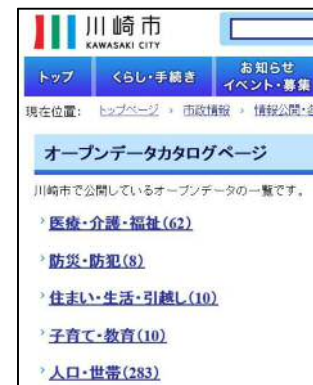 川崎市
KAWASAKI CITY
トップ
くらし・手続き
お知らせ
イベント・募集
現在位置: トップページ › 市政情報 › 情報公開・
オープンデータカタログページ
川崎市で公開しているオープンデータの一覧です。
医療・介護・福祉(62)
防災・防犯(8)
住まい・生活・引越し(10)
子育て・教育(10)
人口・世帯(283)